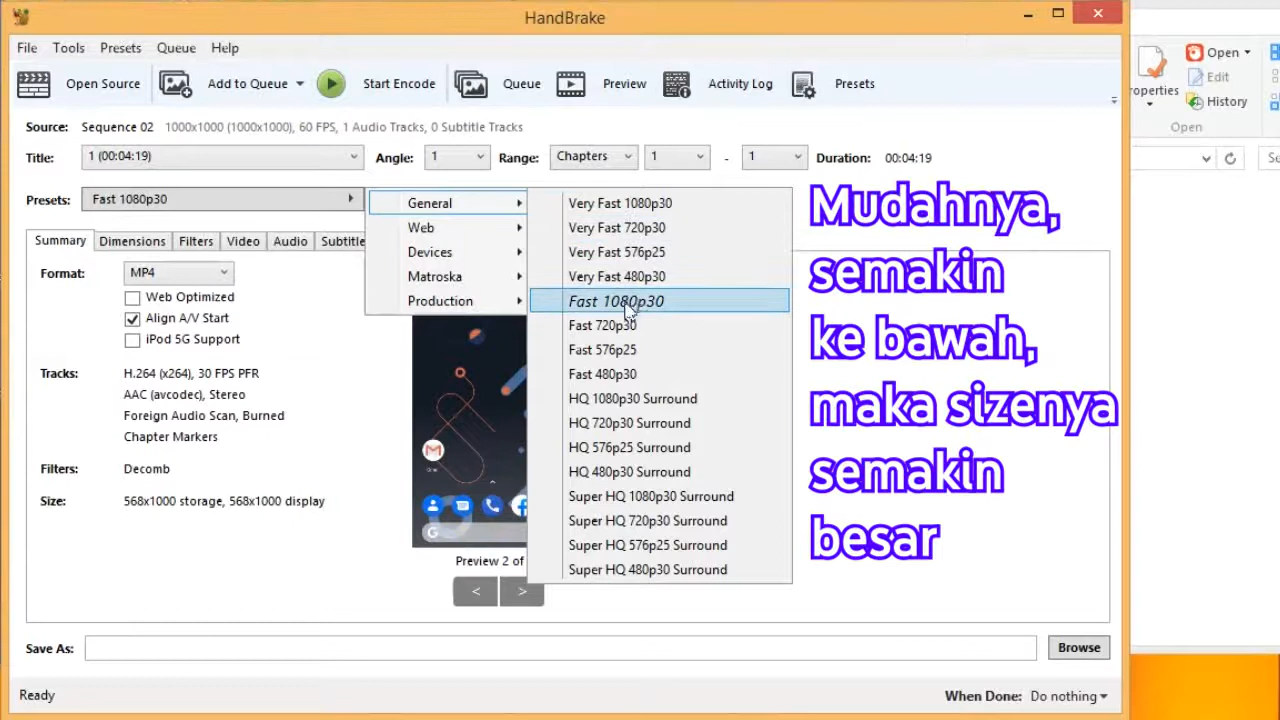 HandBrake
File Tools Presets Queue Help
Open Source Add to Queue Start Encode Queue Preview Activity Log Presets
Source: Sequence 02 1000x1000 (1000x1000), 60 FPS, 1 Audio Tracks, 0 Subtitle Tracks
Title: 1 (00:04:19) Angle: 1 Range: Chapters 1 - 1 Duration: 00:04:19
Presets: Fast 1080p30
General
Web
Devices
Matroska
Production
Very Fast 1080p30
Very Fast 720p30
Very Fast 576p25
Very Fast 480p30
Fast 1080p30
Fast 720p30
Fast 576p25
Fast 480p30
HQ 1080p30 Surround
HQ 720p30 Surround
HQ 576p25 Surround
HQ 480p30 Surround
Super HQ 1080p30 Surround
Super HQ 720p30 Surround
Super HQ 576p25 Surround
Super HQ 480p30 Surround
Summary Dimensions Filters Video Audio Subtitle
Format: MP4
Web Optimized
Align A/V Start
iPod 5G Support
Tracks: H.264 (x264), 30 FPS PFR
AAC (avcodec), Stereo
Foreign Audio Scan, Burned
Chapter Markers
Filters: Decomb
Size: 568x1000 storage, 568x1000 display
Preview 2 of
< >
Save As: Browse
Ready When Done: Do nothing
Mudahnya,
semakin
ke bawah,
maka sizenya
semakin
besar
Open
Edit
History
roperties
Open
Se